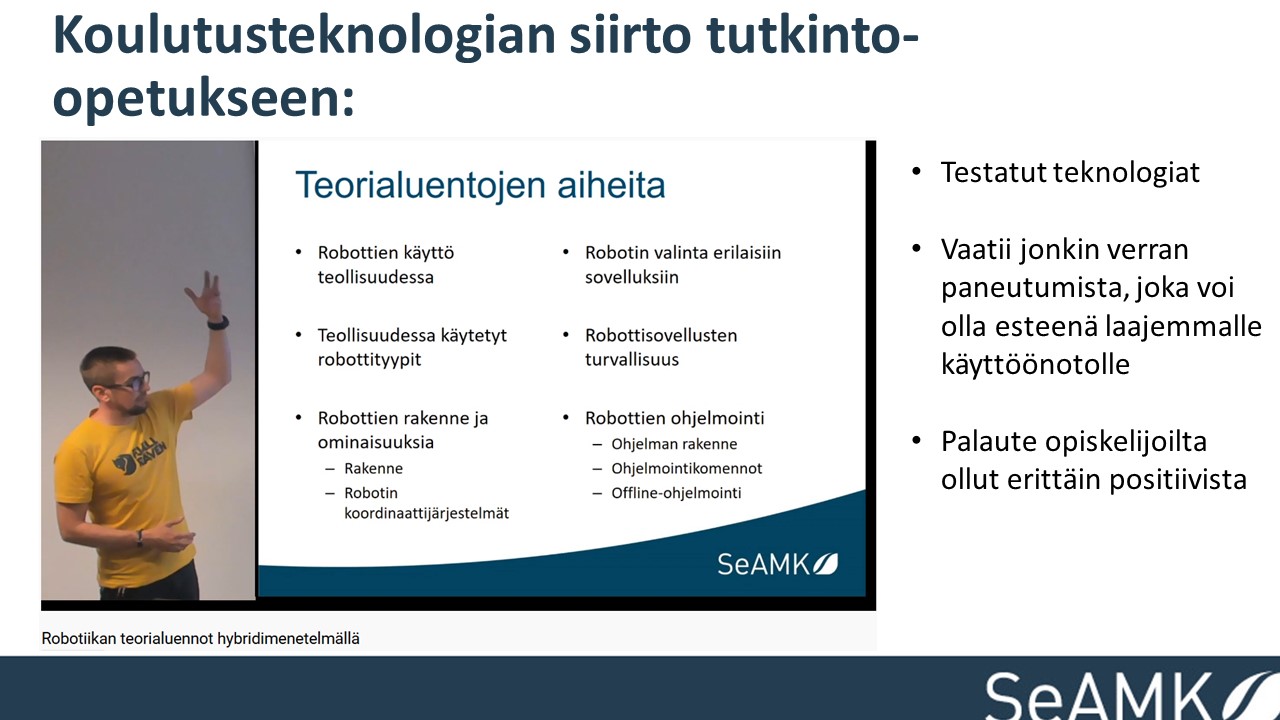 Koulutusteknologian siirto tutkinto-
opetukseen:
Teorialuentojen aiheita
• Robottien käyttö
teollisuudessa
• Teollisuudessa käytetyt
robottityypit
• Robottien rakenne ja
ominaisuuksia
– Rakenne
– Robotin
koordinaattijärjestelmät
• Robotin valinta erilaisiin
sovelluksiin
• Robottisovellusten
turvallisuus
• Robottien ohjelmointi
– Ohjelman rakenne
– Ohjelmointikomennot
– Offline-ohjelmointi
FJÄLL
RÄVEN
SeAMK
Robotiikan teorialuennot hybridimenetelmällä
• Testatut teknologiat
• Vaatii jonkin verran
paneutumista, joka voi
olla esteenä laajemmalle
käyttöönotolle
• Palaute opiskelijoilta
ollut erittäin positiivista
SeAMK